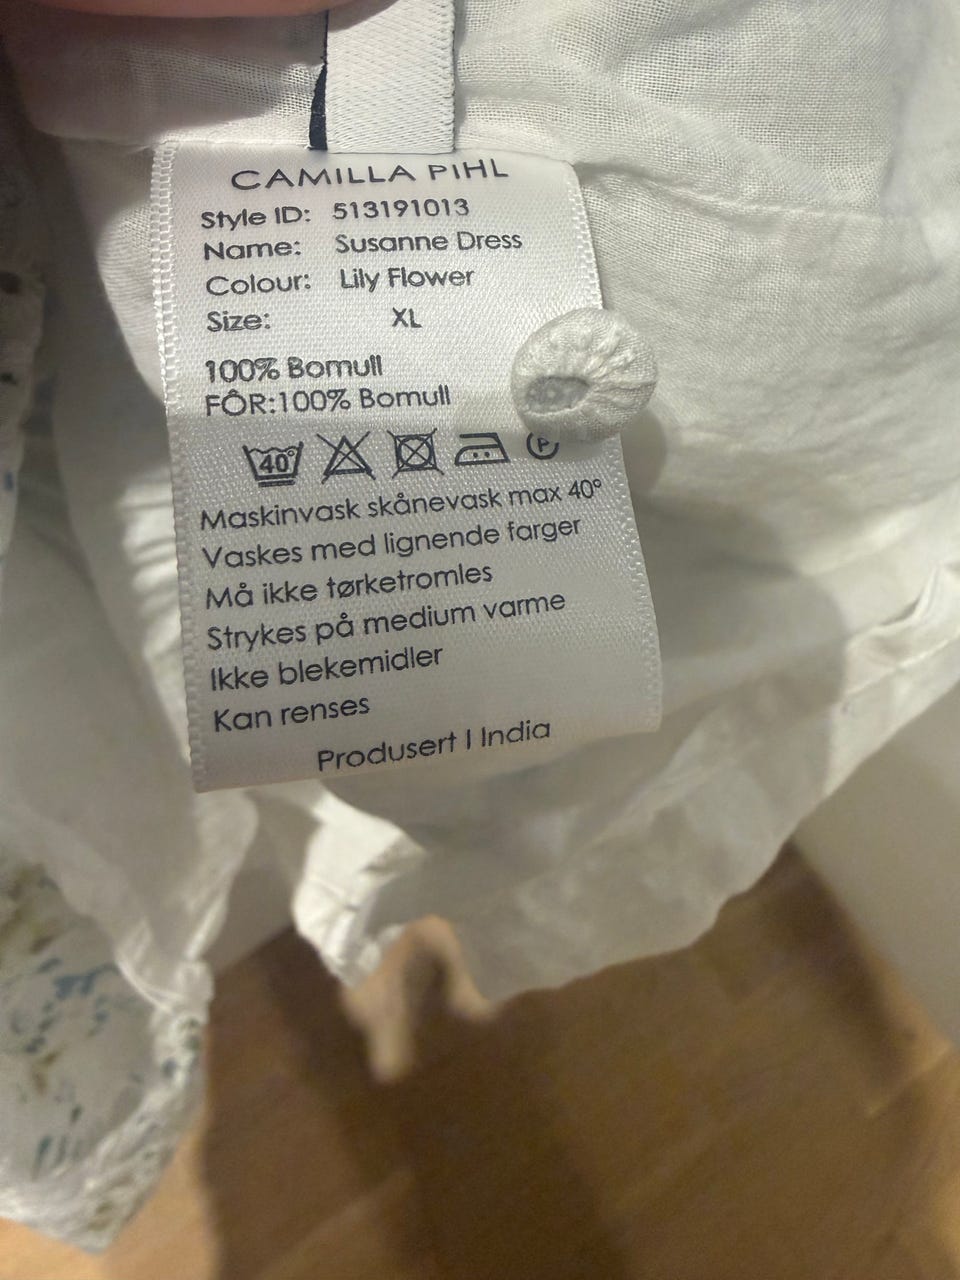 CAMILLA PIHL
Style ID: 513191013
Name: Susanne Dress
Colour: Lily Flower
Size: XL
100% Bomull
FÔR:100% Bomull
40°
P
Maskinvask skånevask max 40°
Vaskes med lignende farger
Må ikke tørketromles
Strykes på medium varme
Ikke blekemidler
Kan renses
Produsert I India